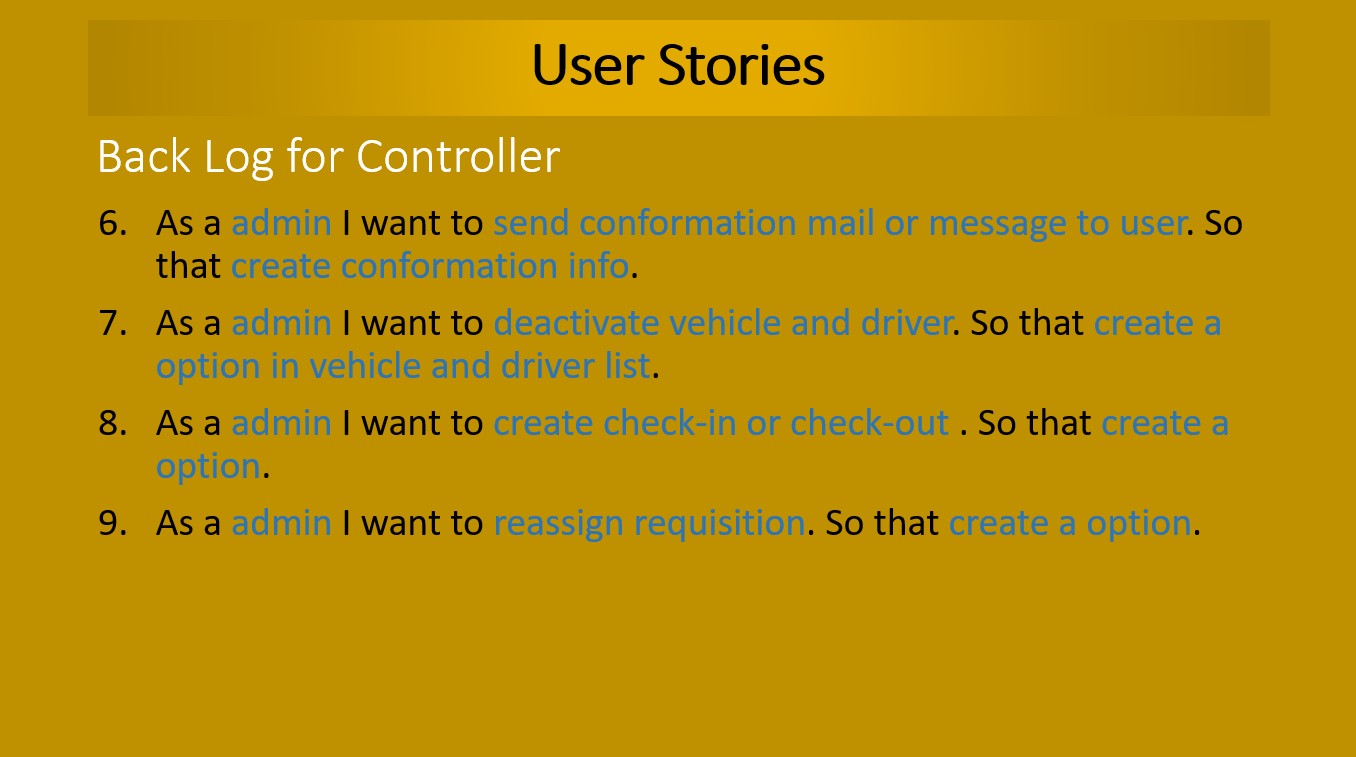 User Stories
Back Log for Controller
6. As a admin I want to send conformation mail or message to user. So
that create conformation info.
7. As a admin I want to deactivate vehicle and driver. So that create a
option in vehicle and driver list.
8. As a admin I want to create check-in or check-out . So that create a
option.
9. As a admin I want to reassign requisition. So that create a option.